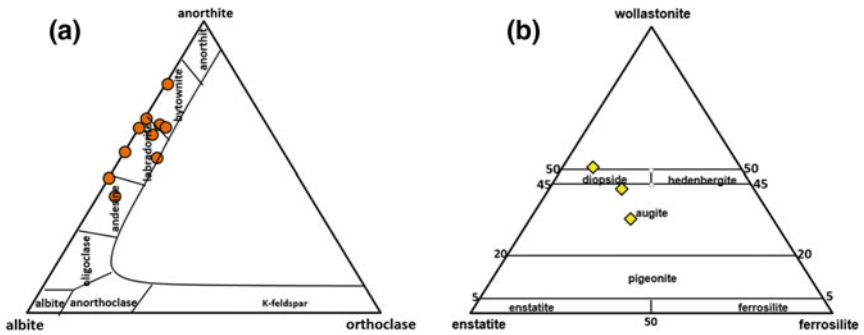 (a)
anorthite
anorthit
bytownite
labradorite
andesine
oligoclase
albite
anorthoclase
K-feldspar
albite
orthoclase
(b)
wollastonite
50
50
45
diopside
hedenbergite
45
augite
20
20
pigeonite
5
5
enstatite
ferrosilite
enstatite
50
ferrosilite